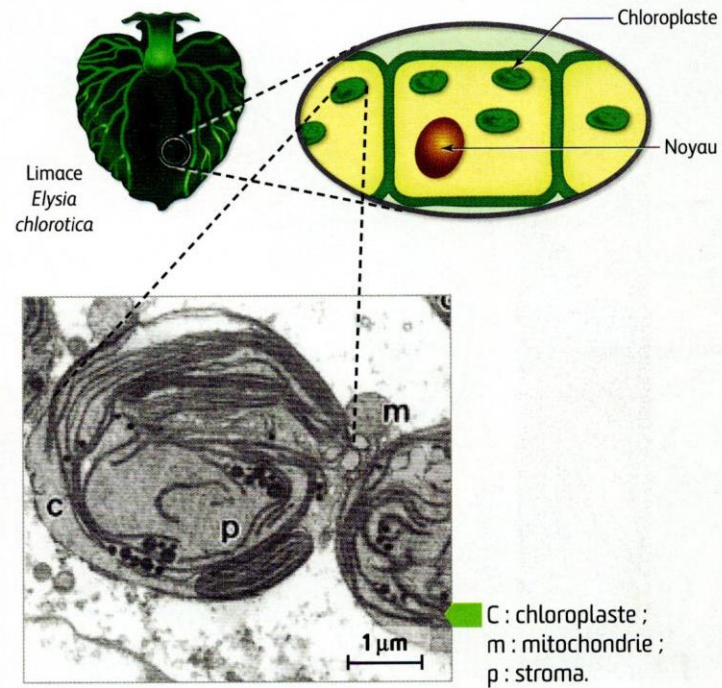 Chloroplaste
Noyau
Limace
Elysia
chlorotica
m
c
p
1 µm
C : chloroplaste ;
m : mitochondrie ;
p : stroma.